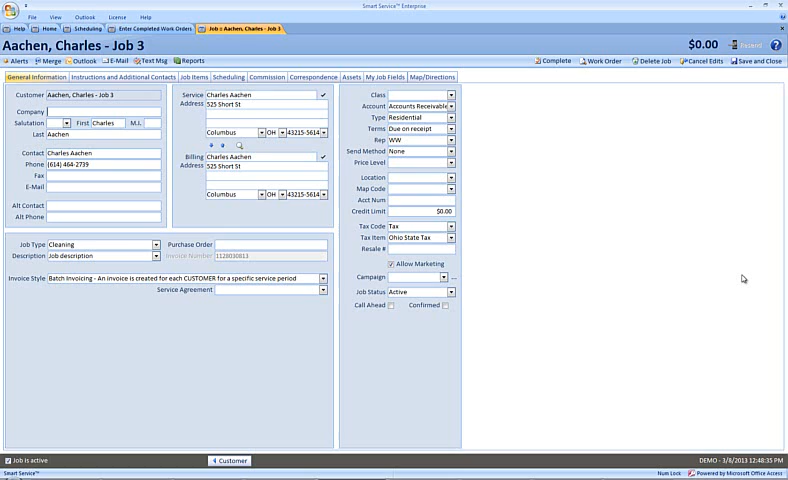 Smart Service™ Enterprise
File View Outlook License Help
Help Home Scheduling Enter Completed Work Orders Job :: Aachen, Charles - Job 3
Aachen, Charles - Job 3 $0.00
Alerts Merge Outlook E-Mail Text Msg Reports Complete Work Order Delete Job Cancel Edits Save and Close
General Information Instructions and Additional Contacts Job Items Scheduling Commission Correspondence Assets My Job Fields Map/Directions
Customer Aachen, Charles - Job 3
Company
Salutation First Charles M.I.
Last Aachen
Contact Charles Aachen
Phone (614) 464-2739
Fax
E-Mail
Alt Contact
Alt Phone
Service Address Charles Aachen
525 Short St
Columbus OH 43215-5614
Billing Address Charles Aachen
525 Short St
Columbus OH 43215-5614
Class
Account Accounts Receivable
Type Residential
Terms Due on receipt
Rep WW
Send Method None
Price Level
Location
Map Code
Acct Num
Credit Limit $0.00
Tax Code Tax
Tax Item Ohio State Tax
Resale #
Allow Marketing
Campaign ...
Job Status Active
Call Ahead Confirmed
Job Type Cleaning Purchase Order
Description Job description Invoice Number 1128030813
Invoice Style Batch Invoicing - An invoice is created for each CUSTOMER for a specific service period
Service Agreement
Job is active Customer DEMO - 3/8/2013 12:48:35 PM
Smart Service™ Num Lock Powered by Microsoft Office Access